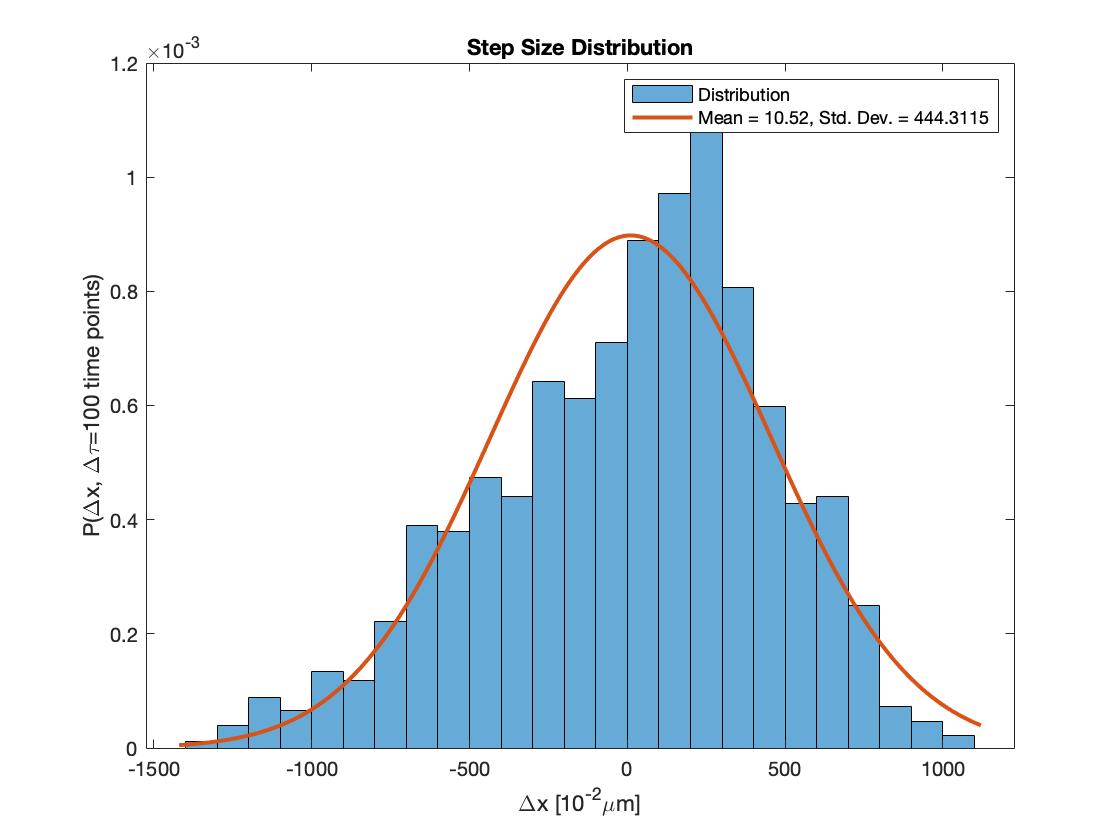 Step Size Distribution
×10⁻³
Distribution
Mean = 10.52, Std. Dev. = 444.3115
1.2
1
0.8
0.6
0.4
0.2
0
P(Δx, Δτ=100 time points)
-1500 -1000 -500 0 500 1000
Δx [10⁻²μm]